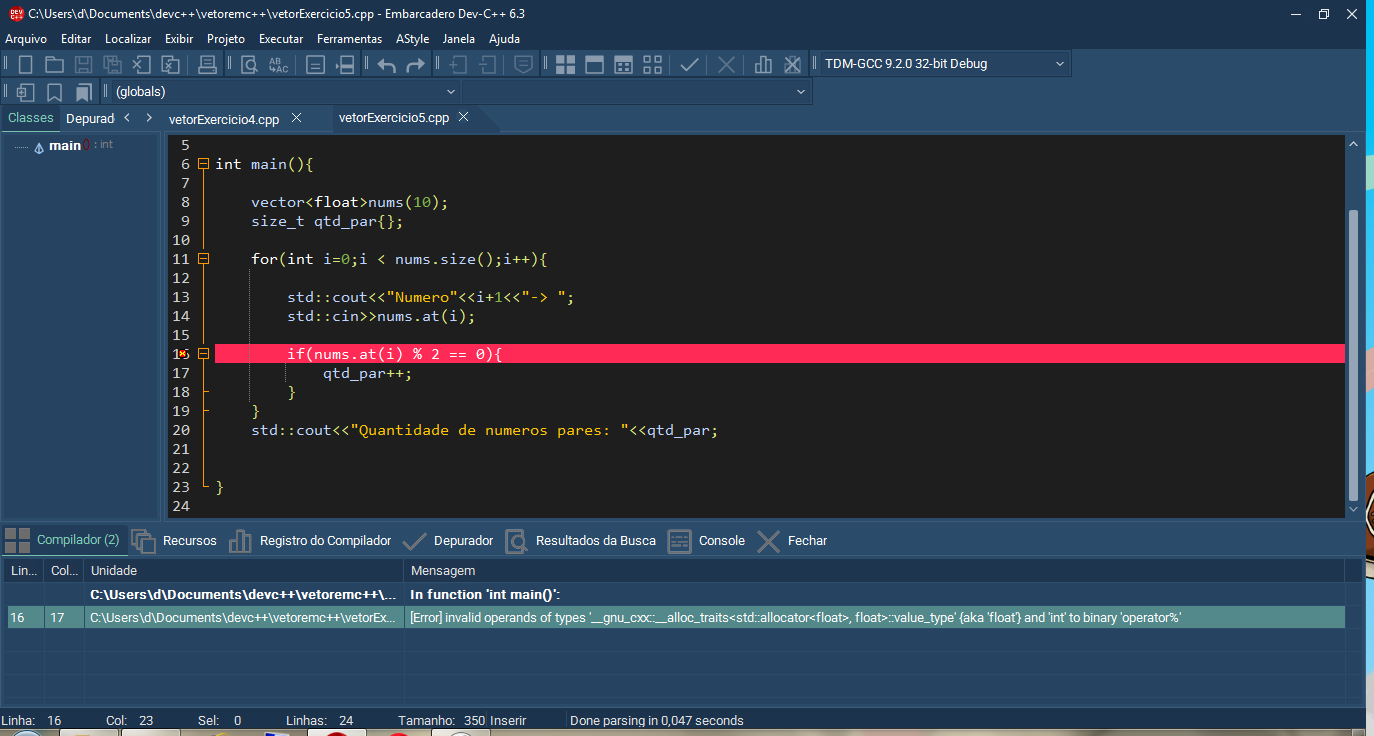 C:\Users\d\Documents\devc++\vetoremc++\vetorExercicio5.cpp - Embarcadero Dev-C++ 6.3
Arquivo Editar Localizar Exibir Projeto Executar Ferramentas AStyle Janela Ajuda
TDM-GCC 9.2.0 32-bit Debug
(globals)
Classes Depurad vetorExercicio4.cpp vetorExercicio5.cpp
main() : int
5
6 int main(){
7
8 vector<float>nums(10);
9 size_t qtd_par{};
10
11 for(int i=0;i < nums.size();i++){
12
13 std::cout<<"Numero"<<i+1<<"-> ";
14 std::cin>>nums.at(i);
15
16 if(nums.at(i) % 2 == 0){
17 qtd_par++;
18 }
19 }
20 std::cout<<"Quantidade de numeros pares: "<<qtd_par;
21
22
23 }
24
Compilador (2) Recursos Registro do Compilador Depurador Resultados da Busca Console Fechar
Lin... Col... Unidade Mensagem
C:\Users\d\Documents\devc++\vetoremc++\... In function 'int main()':
16 17 C:\Users\d\Documents\devc++\vetoremc++\vetorEx... [Error] invalid operands of types '__gnu_cxx::__alloc_traits<std::allocator<float>, float>::value_type' {aka 'float'} and 'int' to binary 'operator%'
Linha: 16 Col: 23 Sel: 0 Linhas: 24 Tamanho: 350 Inserir Done parsing in 0,047 seconds